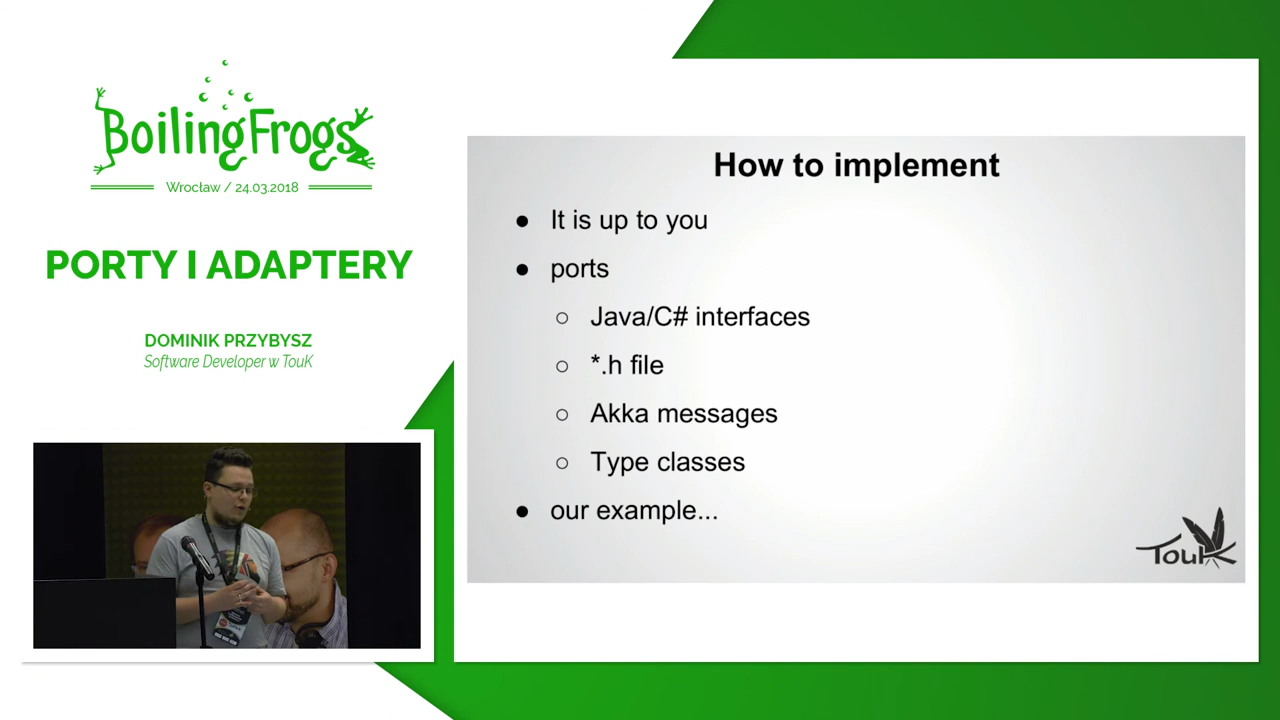 BoilingFrogs
Wrocław / 24.03.2018
PORTY I ADAPTERY
DOMINIK PRZYBYSZ
Software Developer w TouK
How to implement
● It is up to you
● ports
○ Java/C# interfaces
○ *.h file
○ Akka messages
○ Type classes
● our example...
TouK